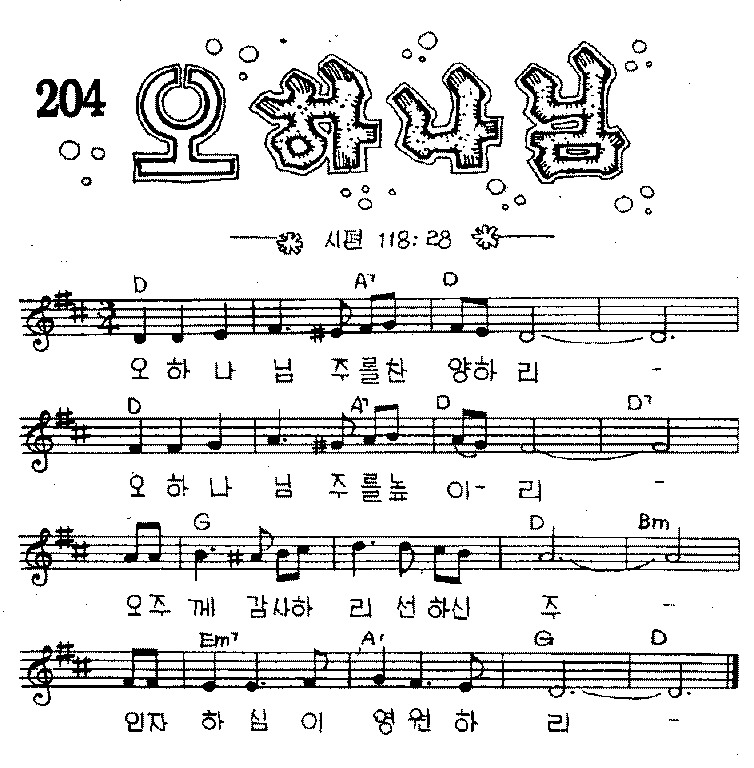 204 오 하나님
시편 118:28
D A7 D
오 하 나 님 주를찬 양하 리 -
D A7 D D7
오 하 나 님 주를높 이- 리 -
G D Bm
오주 께 감사하 리 선하신 주 -
Em7 A7 G D
인자 하 심 이 영원 하 리 -